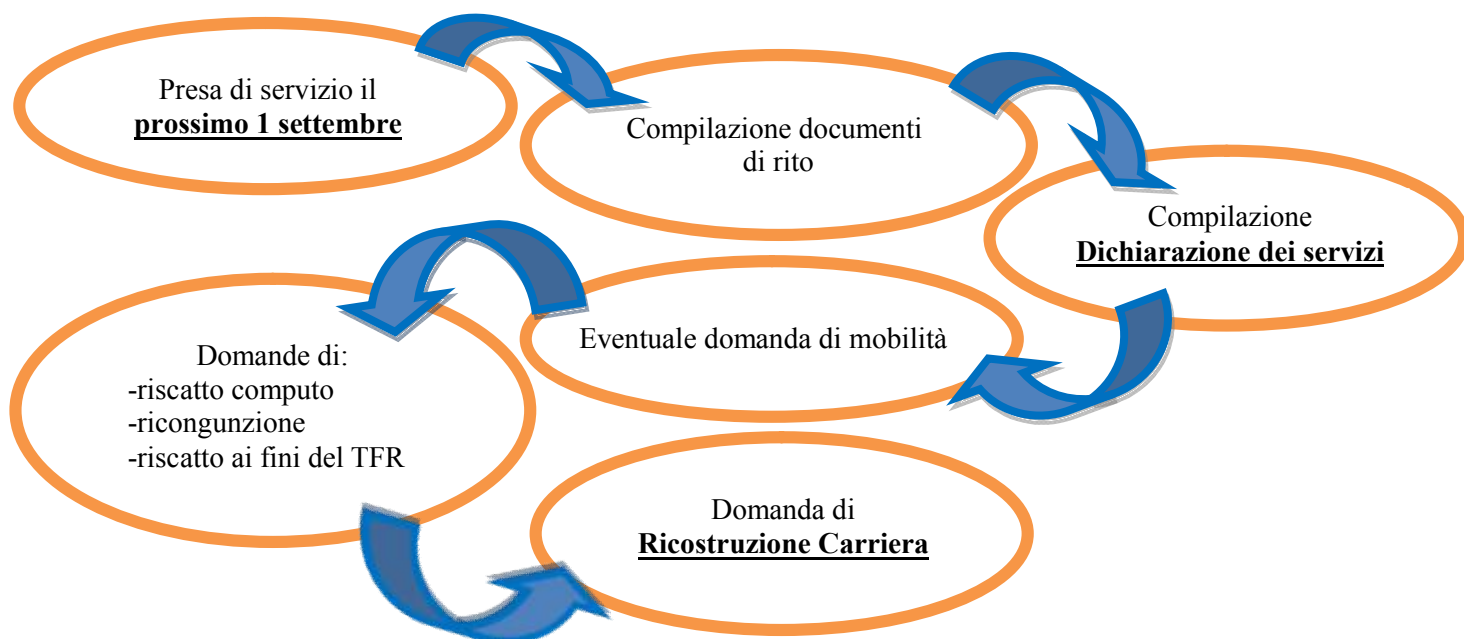 Presa di servizio il
prossimo 1 settembre
Compilazione documenti
di rito
Compilazione
Dichiarazione dei servizi
Eventuale domanda di mobilità
Domande di:
-riscatto computo
-ricongunzione
-riscatto ai fini del TFR
Domanda di
Ricostruzione Carriera